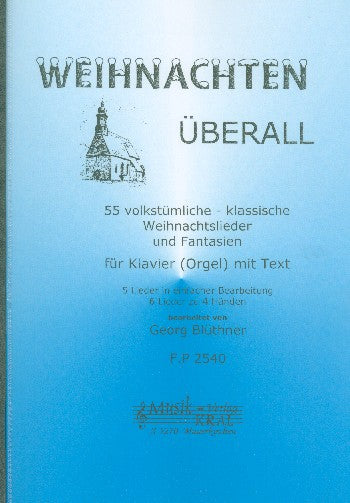 WEIHNACHTEN
ÜBERALL
55 volkstümliche - klassische
Weihnachtslieder
und Fantasien
für Klavier (Orgel) mit Text
5 Lieder in einfacher Bearbeitung
6 Lieder zu 4 Händen
bearbeitet von
Georg Blüthner
F.P 2540
Musik - Verlag
KRAL